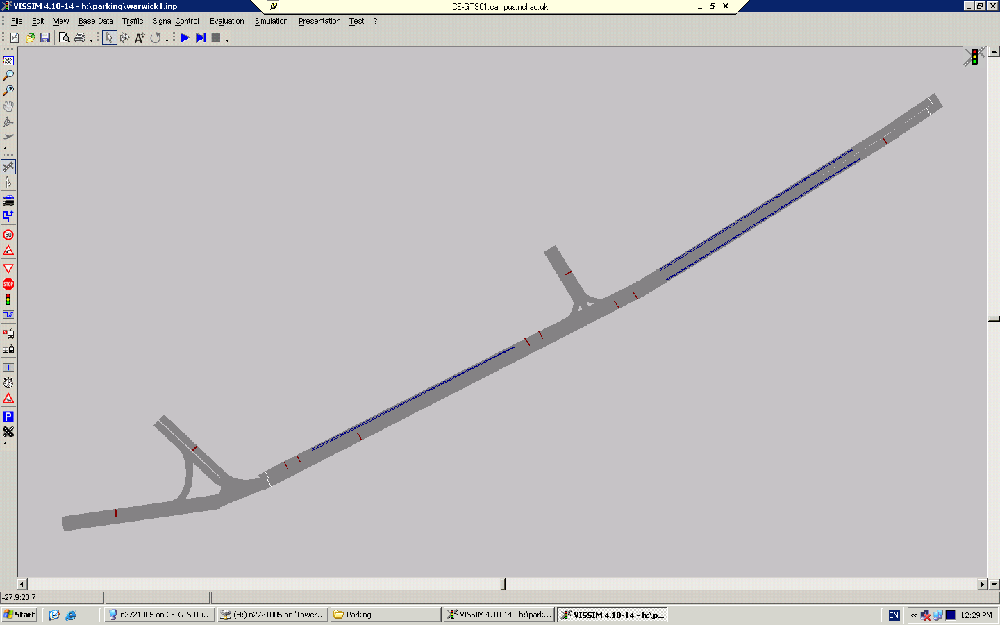 VISSIM 4.10-14 - h:\parking\warwick1.inp
CE-GTS01.campus.ncl.ac.uk
File Edit View Base Data Traffic Signal Control Evaluation Simulation Presentation Test ?
A
50
STOP
P
-27.9:20.7
Start
n2721005 on CE-GTS01 i...
(H:) n2721005 on 'Tower...
Parking
VISSIM 4.10-14 - h:\park...
VISSIM 4.10-14 - h:\p...
EN
«
12:29 PM